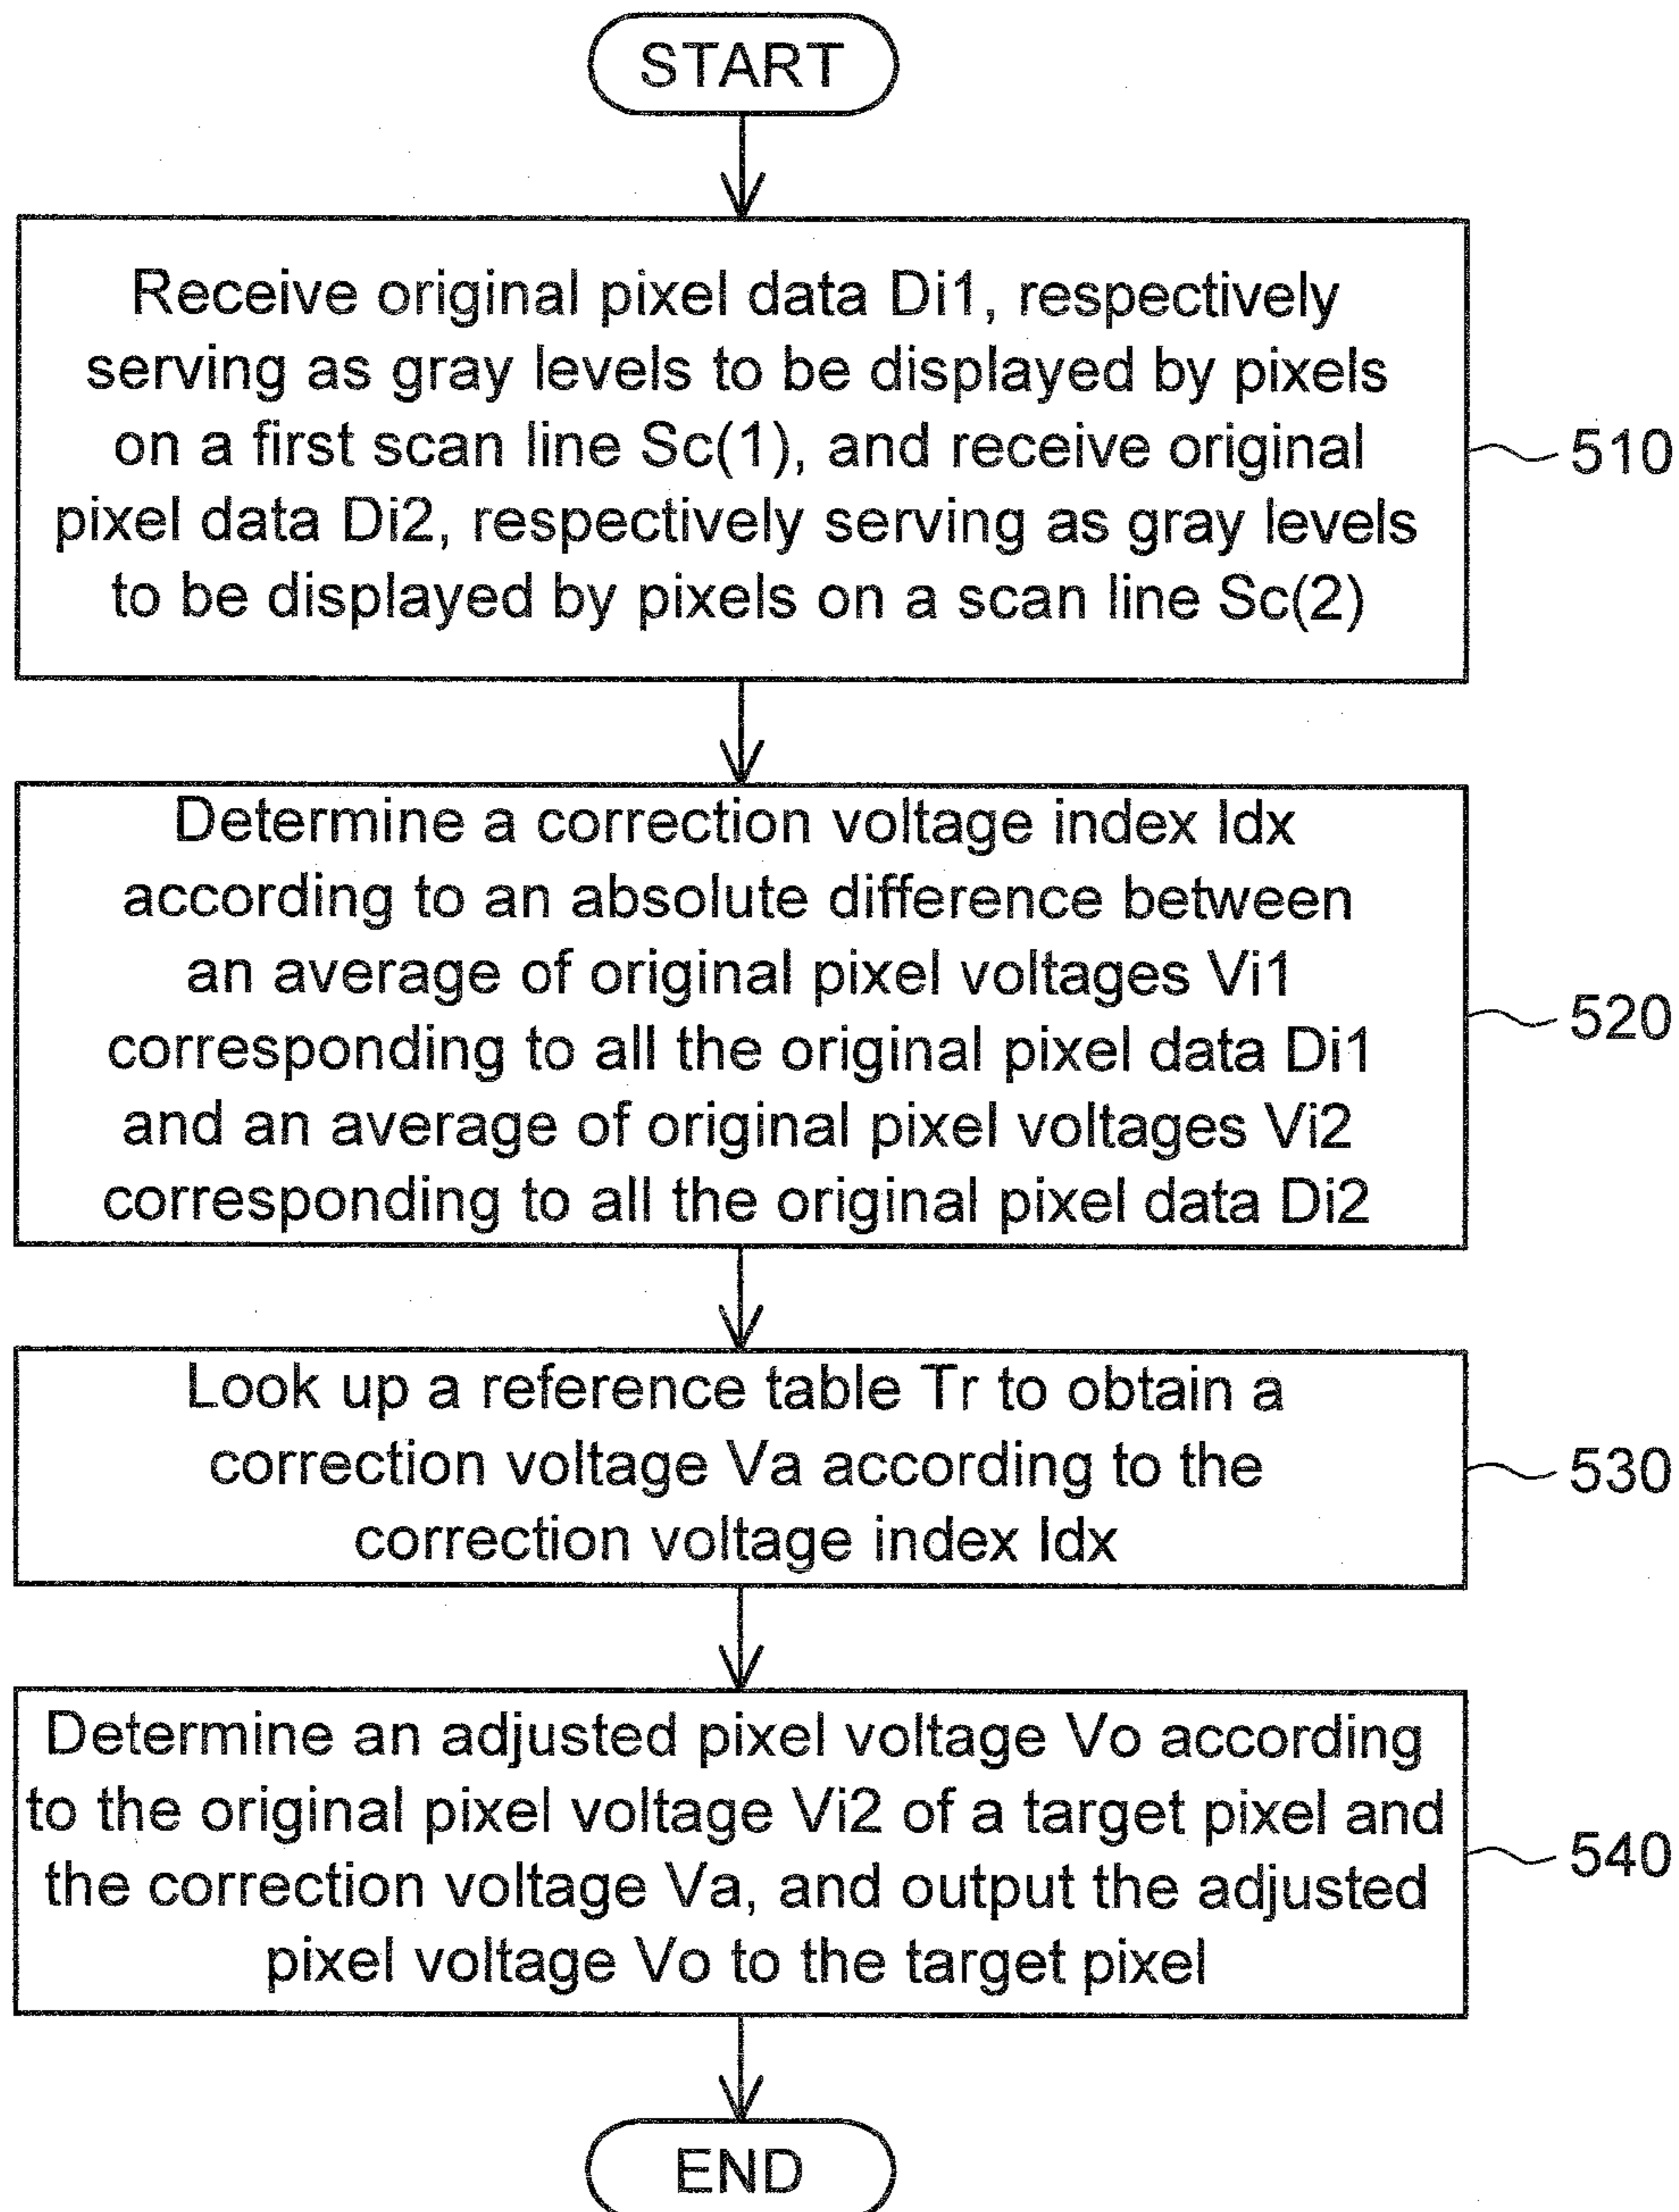 START
Receive original pixel data Di1, respectively
serving as gray levels to be displayed by pixels
on a first scan line Sc(1), and receive original
pixel data Di2, respectively serving as gray levels
to be displayed by pixels on a scan line Sc(2)
510
Determine a correction voltage index Idx
according to an absolute difference between
an average of original pixel voltages Vi1
corresponding to all the original pixel data Di1
and an average of original pixel voltages Vi2
corresponding to all the original pixel data Di2
520
Look up a reference table Tr to obtain a
correction voltage Va according to the
correction voltage index Idx
530
Determine an adjusted pixel voltage Vo according
to the original pixel voltage Vi2 of a target pixel and
the correction voltage Va, and output the adjusted
pixel voltage Vo to the target pixel
540
END